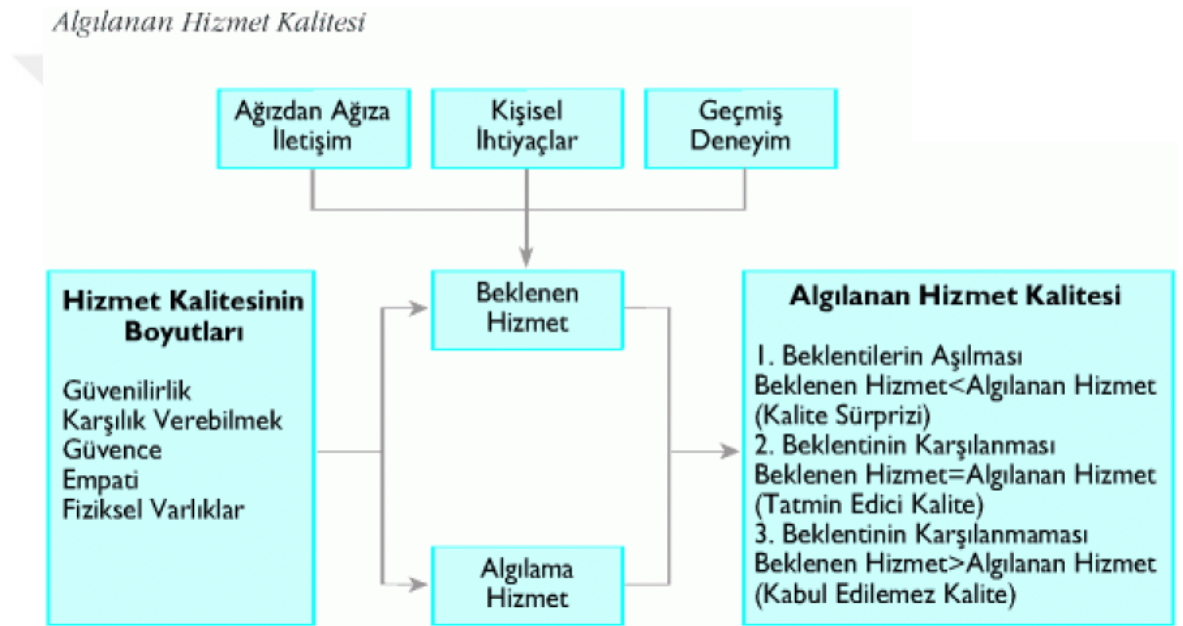 Algılanan Hizmet Kalitesi
Ağızdan Ağıza
İletişim
Kişisel
İhtiyaçlar
Geçmiş
Deneyim
Hizmet Kalitesinin
Boyutları
Güvenilirlik
Karşılık Verebilmek
Güvence
Empati
Fiziksel Varlıklar
Beklenen
Hizmet
Algılama
Hizmet
Algılanan Hizmet Kalitesi
1. Beklentilerin Aşılması
Beklenen Hizmet<Algılanan Hizmet
(Kalite Sürprizi)
2. Beklentinin Karşılanması
Beklenen Hizmet=Algılanan Hizmet
(Tatmin Edici Kalite)
3. Beklentinin Karşılanmaması
Beklenen Hizmet>Algılanan Hizmet
(Kabul Edilemez Kalite)